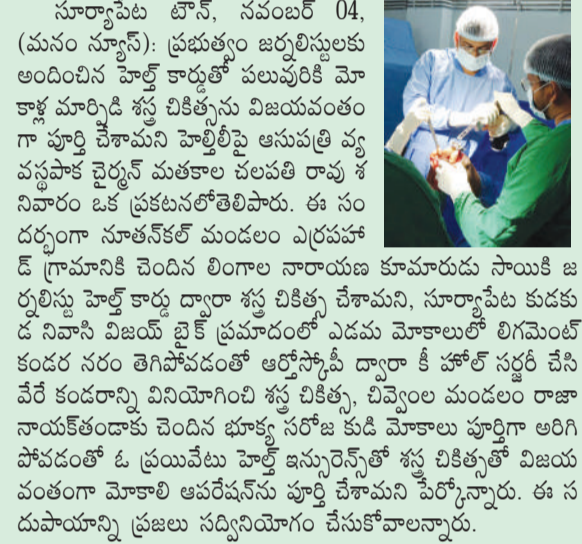 సూర్యాపేట టౌన్, నవంబర్ 04,
(మనం న్యూస్): ప్రభుత్వం జర్నలిస్టులకు
అందించిన హెల్త్ కార్డుతో పలువురికి మో
కాళ్ల మార్పిడి శస్త్ర చికిత్సను విజయవంతం
గా పూర్తి చేశామని హెల్తిలీపై ఆసుపత్రి వ్య
వస్థపాక చైర్మన్ మతకాల చలపతి రావు శ
నివారం ఒక ప్రకటనలోతెలిపారు. ఈ సం
దర్భంగా నూతన్‌కల్ మండలం ఎర్రపహా
డ్ గ్రామానికి చెందిన లింగాల నారాయణ కూమారుడు సాయికి జ
ర్నలిస్టు హెల్త్ కార్డు ద్వారా శస్త్ర చికిత్స చేశామని, సూర్యాపేట కుడకు
డ నివాసి విజయ్ బైక్ ప్రమాదంలో ఎడమ మోకాలులో లిగమెంట్
కండర నరం తెగిపోవడంతో ఆర్తోస్కోపీ ద్వారా కీ హోల్ సర్జరీ చేసి
వేరే కండరాన్ని వినియోగించి శస్త్ర చికిత్స, చివ్వెంల మండలం రాజా
నాయక్‌తండాకు చెందిన భూక్య సరోజ కుడి మోకాలు పూర్తిగా అరిగి
పోవడంతో ఓ ప్రయివేటు హెల్త్ ఇన్సురెన్స్‌తో శస్త్ర చికిత్సతో విజయ
వంతంగా మోకాలి ఆపరేషన్‌ను పూర్తి చేశామని పేర్కోన్నారు. ఈ స
దుపాయాన్ని ప్రజలు సద్వినియోగం చేసుకోవాలన్నారు.